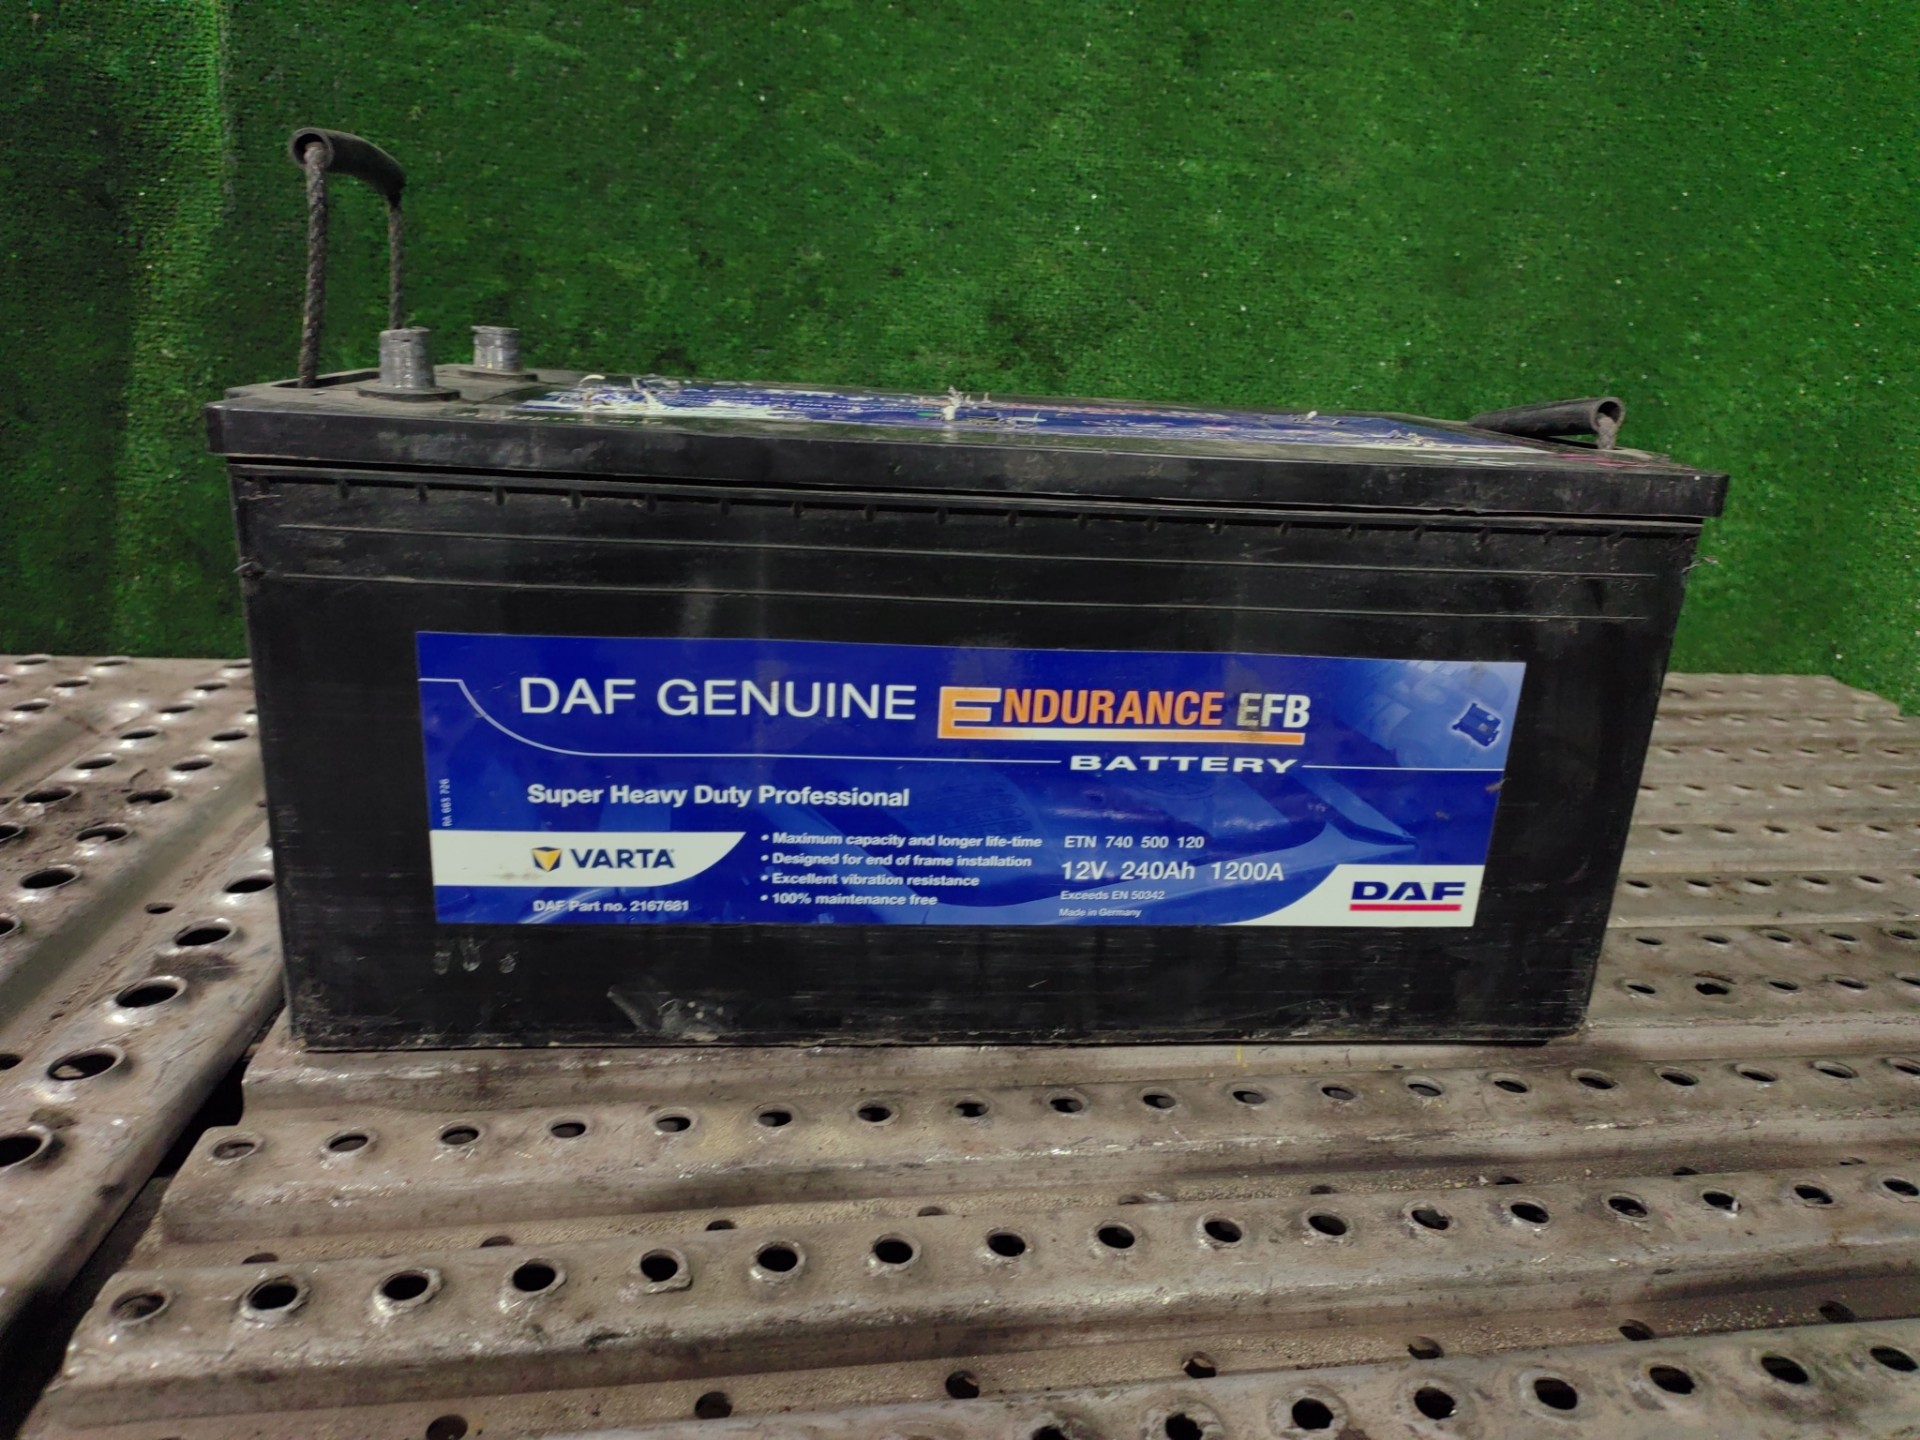 DAF GENUINE ENDURANCE EFB
BATTERY
Super Heavy Duty Professional
VARTA
DAF Part no. 2167681
• Maximum capacity and longer life-time
• Designed for end of frame installation
• Excellent vibration resistance
• 100% maintenance free
ETN 740 500 120
12V 240Ah 1200A
Exceeds EN 50342
Made in Germany
DAF